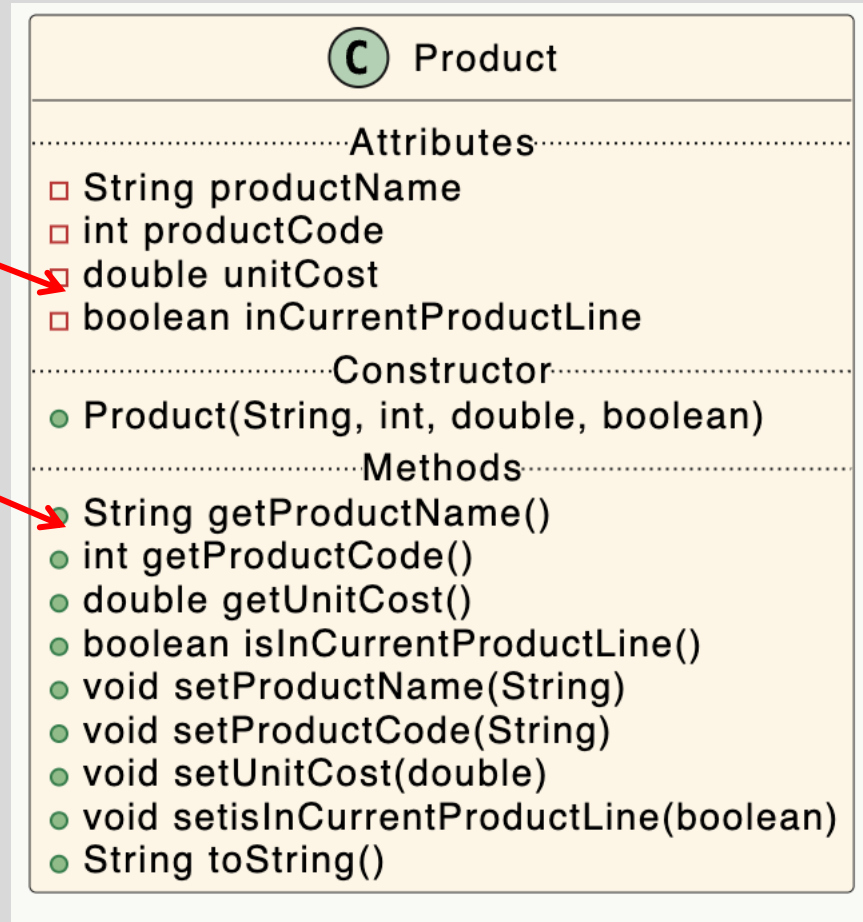 C Product
Attributes
String productName
int productCode
double unitCost
boolean inCurrentProductLine
Constructor
Product(String, int, double, boolean)
Methods
String getProductName()
int getProductCode()
double getUnitCost()
boolean isInCurrentProductLine()
void setProductName(String)
void setProductCode(String)
void setUnitCost(double)
void setisInCurrentProductLine(boolean)
String toString()